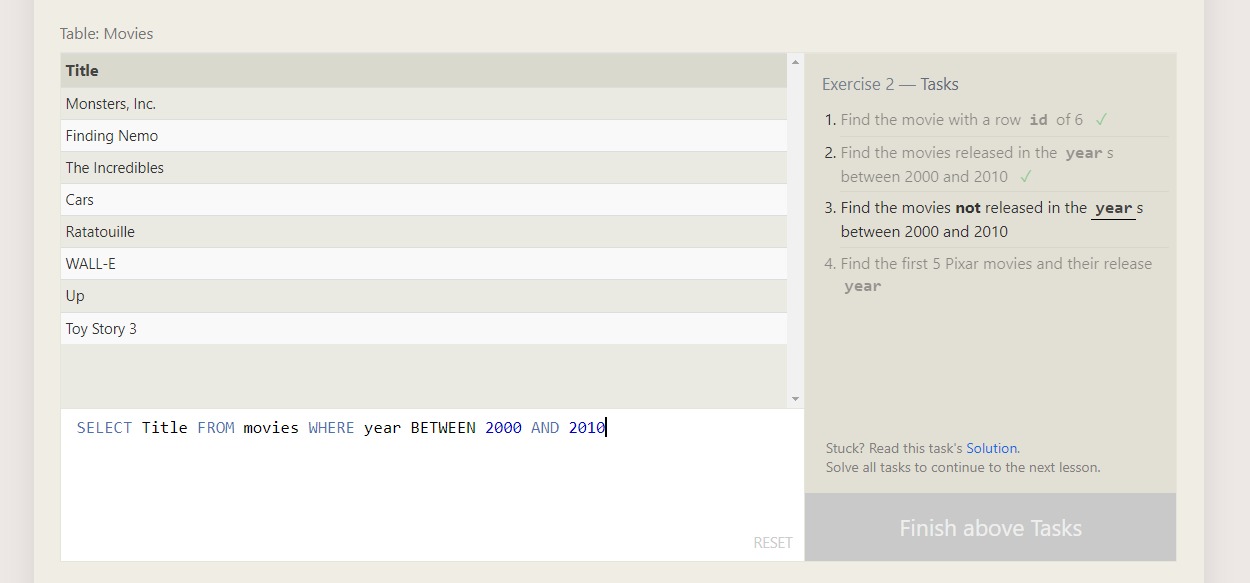 Table: Movies
Title
Monsters, Inc.
Finding Nemo
The Incredibles
Cars
Ratatouille
WALL-E
Up
Toy Story 3
SELECT Title FROM movies WHERE year BETWEEN 2000 AND 2010
RESET
Exercise 2 — Tasks
1. Find the movie with a row id of 6 ✓
2. Find the movies released in the year s
between 2000 and 2010 ✓
3. Find the movies not released in the year s
between 2000 and 2010
4. Find the first 5 Pixar movies and their release
year
Stuck? Read this task's Solution.
Solve all tasks to continue to the next lesson.
Finish above Tasks